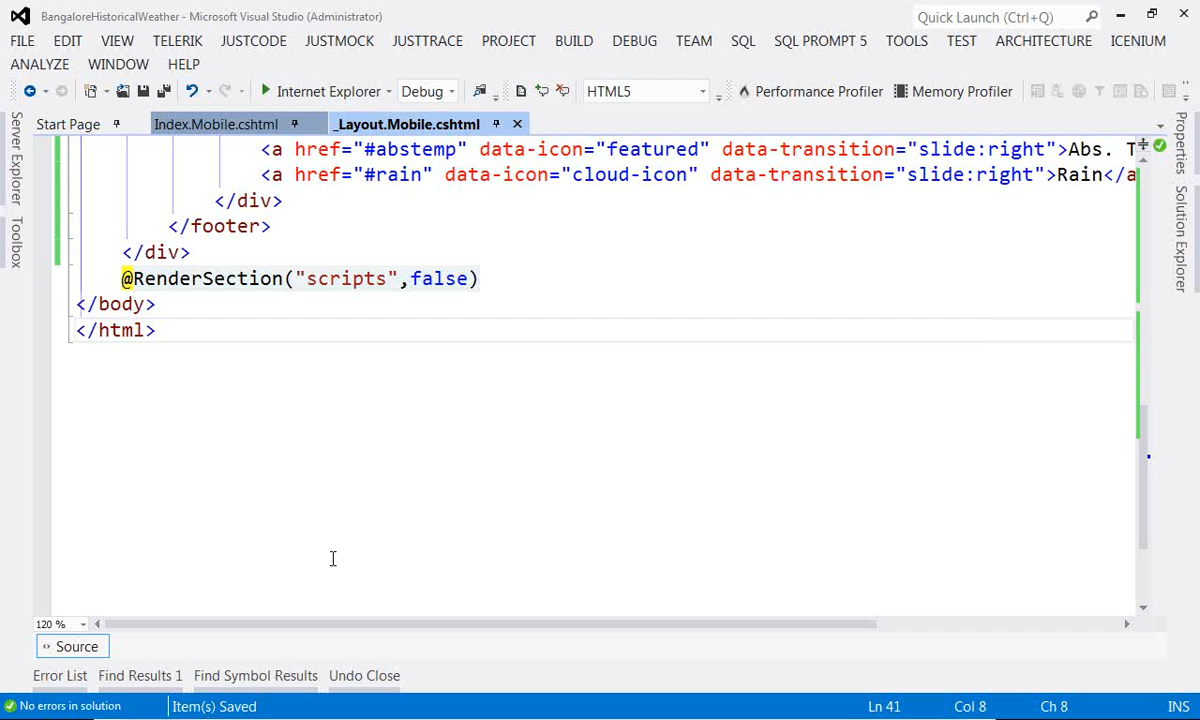 BangaloreHistoricalWeather - Microsoft Visual Studio (Administrator)
Quick Launch (Ctrl+Q)
FILE EDIT VIEW TELERIK JUSTCODE JUSTMOCK JUSTTRACE PROJECT BUILD DEBUG TEAM SQL SQL PROMPT 5 TOOLS TEST ARCHITECTURE ICENIUM
ANALYZE WINDOW HELP
Internet Explorer Debug HTML5 Performance Profiler Memory Profiler
Start Page Index.Mobile.cshtml _Layout.Mobile.cshtml
Server Explorer
Toolbox
<a href="#abstemp" data-icon="featured" data-transition="slide:right">Abs. T
<a href="#rain" data-icon="cloud-icon" data-transition="slide:right">Rain</a
</div>
</footer>
</div>
@RenderSection("scripts",false)
</body>
</html>
Properties
Solution Explorer
120 %
Source
Error List Find Results 1 Find Symbol Results Undo Close
No errors in solution Item(s) Saved Ln 41 Col 8 Ch 8 INS